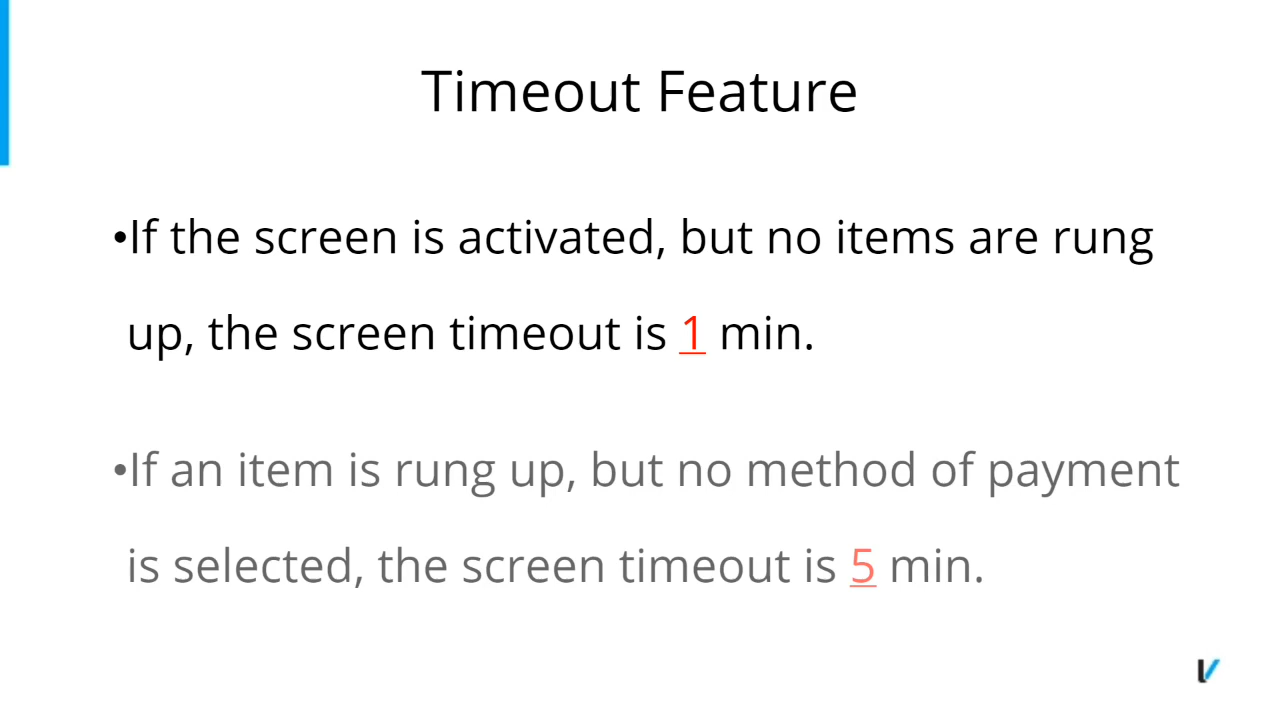 Timeout Feature
•If the screen is activated, but no items are rung
up, the screen timeout is 1 min.
•If an item is rung up, but no method of payment
is selected, the screen timeout is 5 min.